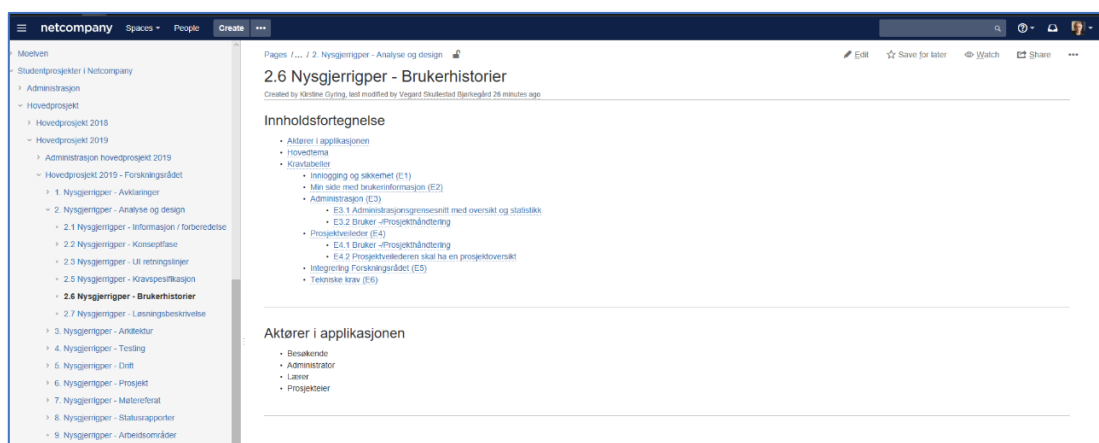 netcompany Spaces People Create
Moelven
Studentprosjekter i Netcompany
Administrasjon
Hovedprosjekt
Hovedprosjekt 2018
Hovedprosjekt 2019
Administrasjon hovedprosjekt 2019
Hovedprosjekt 2019 - Forskningsrådet
1. Nysgjerrigper - Avklaringer
2. Nysgjerrigper - Analyse og design
2.1 Nysgjerrigper - Informasjon / forberedelse
2.2 Nysgjerrigper - Konseptfase
2.3 Nysgjerrigper - UI retningslinjer
2.5 Nysgjerrigper - Kravspesifikasjon
2.6 Nysgjerrigper - Brukerhistorier
2.7 Nysgjerrigper - Løsningsbeskrivelse
3. Nysgjerrigper - Arkitektur
4. Nysgjerrigper - Testing
5. Nysgjerrigper - Drift
6. Nysgjerrigper - Prosjekt
7. Nysgjerrigper - Møtereferat
8. Nysgjerrigper - Statusrapporter
9. Nysgjerrigper - Arbeidsområder
Pages /... / 2. Nysgjerrigper - Analyse og design
Edit Save for later Watch Share
2.6 Nysgjerrigper - Brukerhistorier
Created by Kirstine Gyring, last modified by Vegard Skullestad Bjørkegård 26 minutes ago
Innholdsfortegnelse
Aktører i applikasjonen
Hovedtema
Kravtabeller
Innlogging og sikkerhet (E1)
Min side med brukerinformasjon (E2)
Administrasjon (E3)
E3.1 Administrasjonsgrensesnitt med oversikt og statistikk
E3.2 Bruker -/Prosjekthåndtering
Prosjektveileder (E4)
E4.1 Bruker -/Prosjekthåndtering
E4.2 Prosjektveilederen skal ha en prosjektoversikt
Integrering Forskningsrådet (E5)
Tekniske krav (E6)
Aktører i applikasjonen
Besøkende
Administrator
Lærer
Prosjekteier